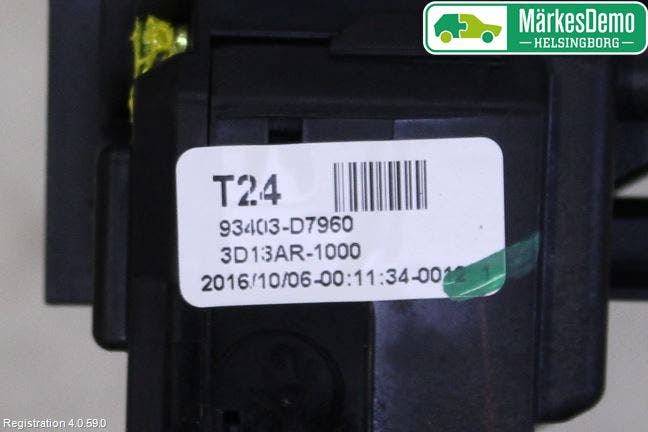 MärkesDemo
HELSINGBORG
T24
93403-D7960
3D13AR-1000
2016/10/06-00:11:34-0012 1
Registration 4.0.59.0